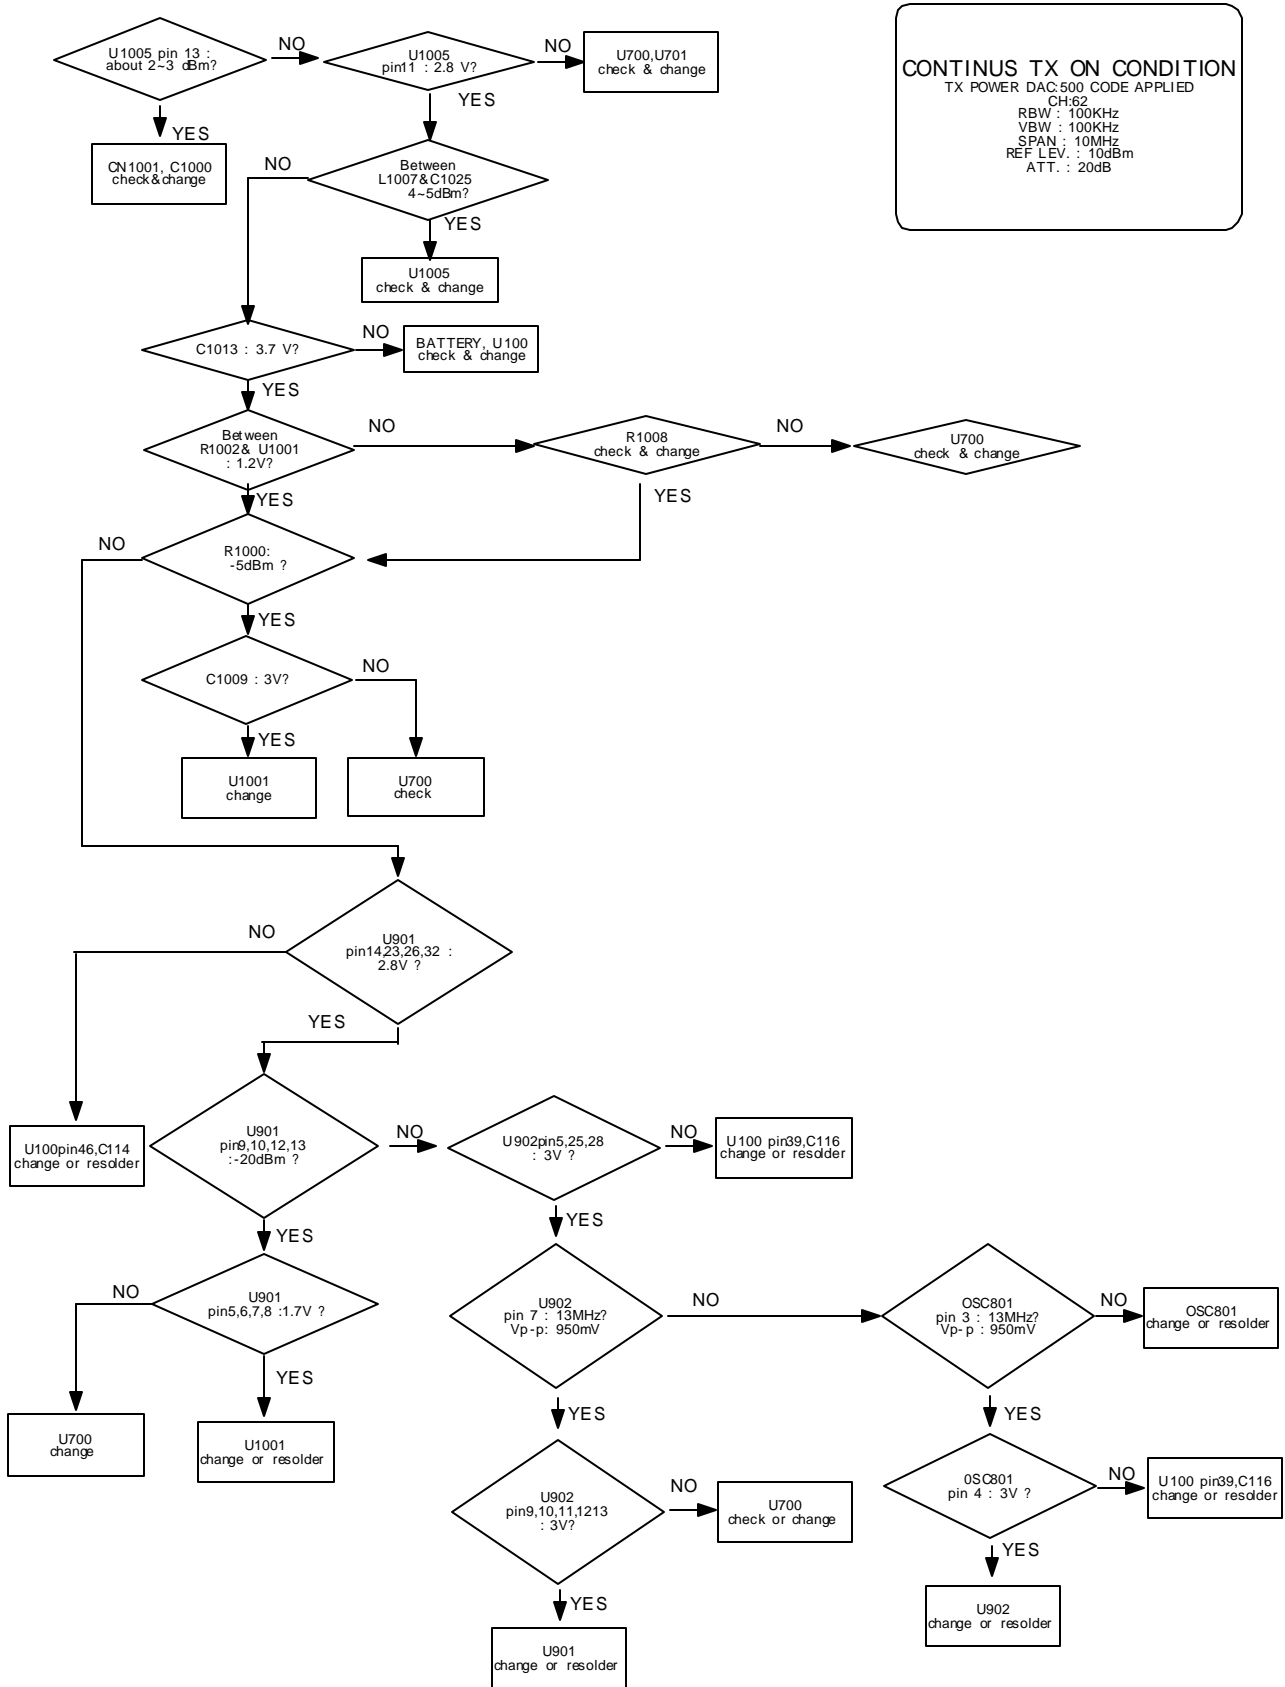 U1005 pin 13 :
about 2~3 dBm?
NO
U1005
pin11 : 2.8 V?
NO
U700,U701
check & change
CONTINUS TX ON CONDITION
TX POWER DAC:500 CODE APPLIED
CH:62
RBW : 100KHz
VBW : 100KHz
SPAN : 10MHz
REF LEV. : 10dBm
ATT. : 20dB
YES
YES
CN1001, C1000
check&change
NO
Between
L1007&C1025
4~5dBm?
YES
U1005
check & change
C1013 : 3.7 V?
NO
BATTERY, U100
check & change
YES
Between
R1002& U1001
: 1.2V?
NO
R1008
check & change
NO
U700
check & change
YES
YES
NO
R1000:
-5dBm ?
YES
C1009 : 3V?
NO
YES
U1001
change
U700
check
NO
U901
pin14,23,26,32 :
2.8V ?
YES
U100pin46,C114
change or resolder
U901
pin9,10,12,13
:-20dBm ?
NO
U902pin5,25,28
: 3V ?
NO
U100 pin39,C116
change or resolder
YES
YES
NO
U901
pin5,6,7,8 :1.7V ?
U902
pin 7 : 13MHz?
Vp-p: 950mV
NO
OSC801
pin 3 : 13MHz?
Vp-p : 950mV
NO
OSC801
change or resolder
YES
YES
YES
U700
change
U1001
change or resolder
U902
pin9,10,11,1213
: 3V?
NO
U700
check or change
0SC801
pin 4 : 3V ?
NO
U100 pin39,C116
change or resolder
YES
YES
U901
change or resolder
U902
change or resolder